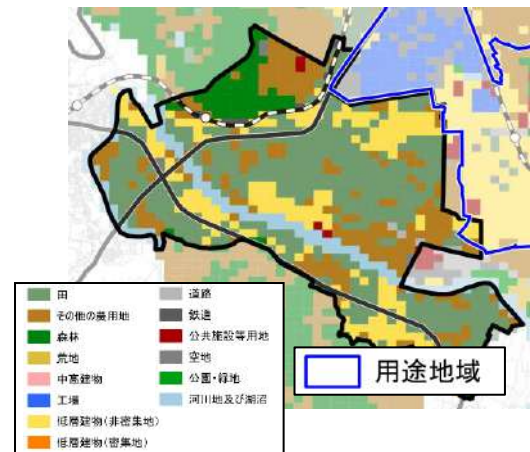 田
その他の農用地
森林
荒地
中高建物
工場
低層建物(非密集地)
低層建物(密集地)
道路
鉄道
公共施設等用地
空地
公園・緑地
河川地及び湖沼
用途地域